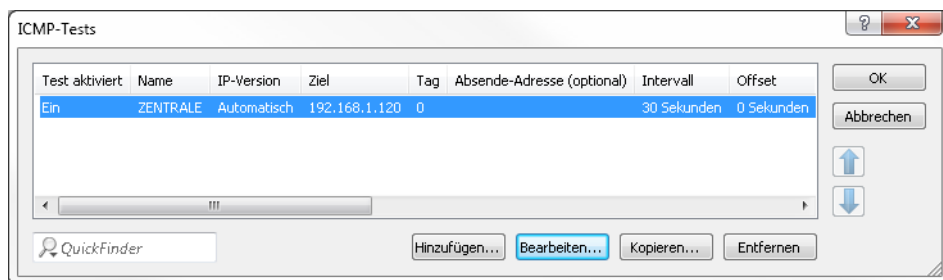 ICMP-Tests
Test aktiviert Name IP-Version Ziel Tag Absende-Adresse (optional) Intervall Offset
Ein ZENTRALE Automatisch 192.168.1.120 0 30 Sekunden 0 Sekunden
OK
Abbrechen
QuickFinder
Hinzufügen... Bearbeiten... Kopieren... Entfernen